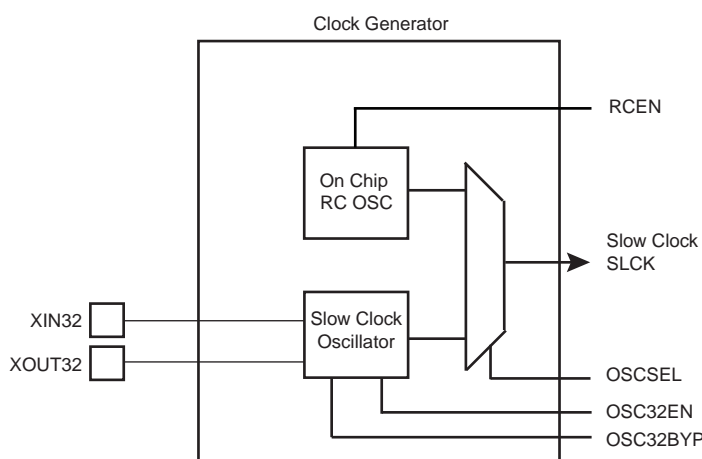 Clock Generator
RCEN
On Chip
RC OSC
Slow Clock
SLCK
XIN32
XOUT32
Slow Clock
Oscillator
OSCSEL
OSC32EN
OSC32BYP